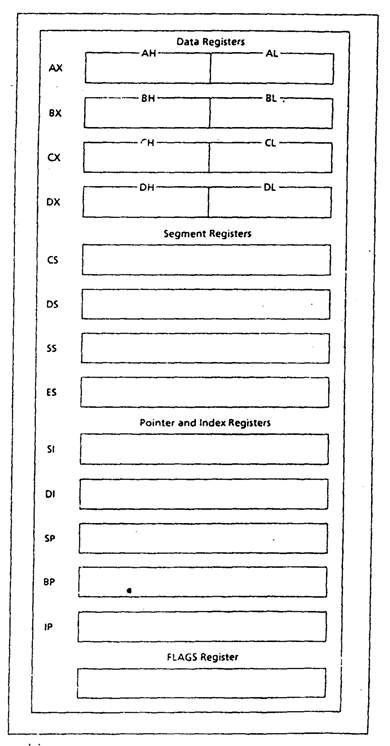 Data Registers
AH AL
AX
BH BL
BX
CH CL
CX
DH DL
DX
Segment Registers
CS
DS
SS
ES
Pointer and Index Registers
SI
DI
SP
BP
IP
FLAGS Register